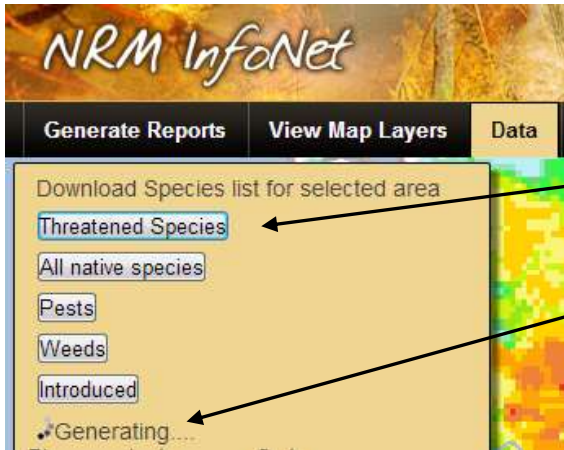 NRM InfoNet
Generate Reports View Map Layers Data
Download Species list for selected area
Threatened Species
All native species
Pests
Weeds
Introduced
Generating....